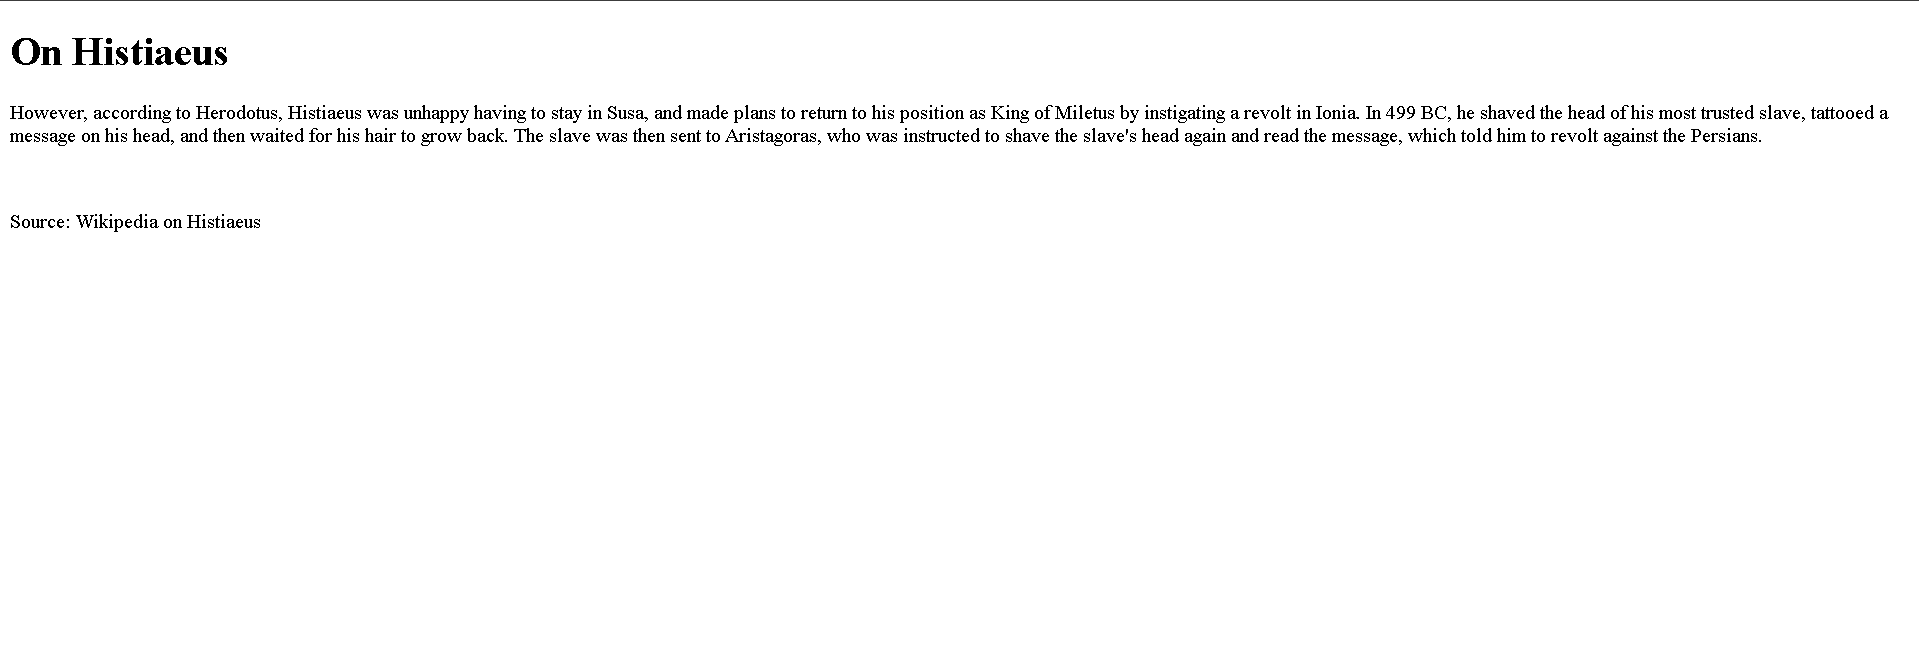 On Histiaeus
However, according to Herodotus, Histiaeus was unhappy having to stay in Susa, and made plans to return to his position as King of Miletus by instigating a revolt in Ionia. In 499 BC, he shaved the head of his most trusted slave, tattooed a
message on his head, and then waited for his hair to grow back. The slave was then sent to Aristagoras, who was instructed to shave the slave's head again and read the message, which told him to revolt against the Persians.
Source: Wikipedia on Histiaeus